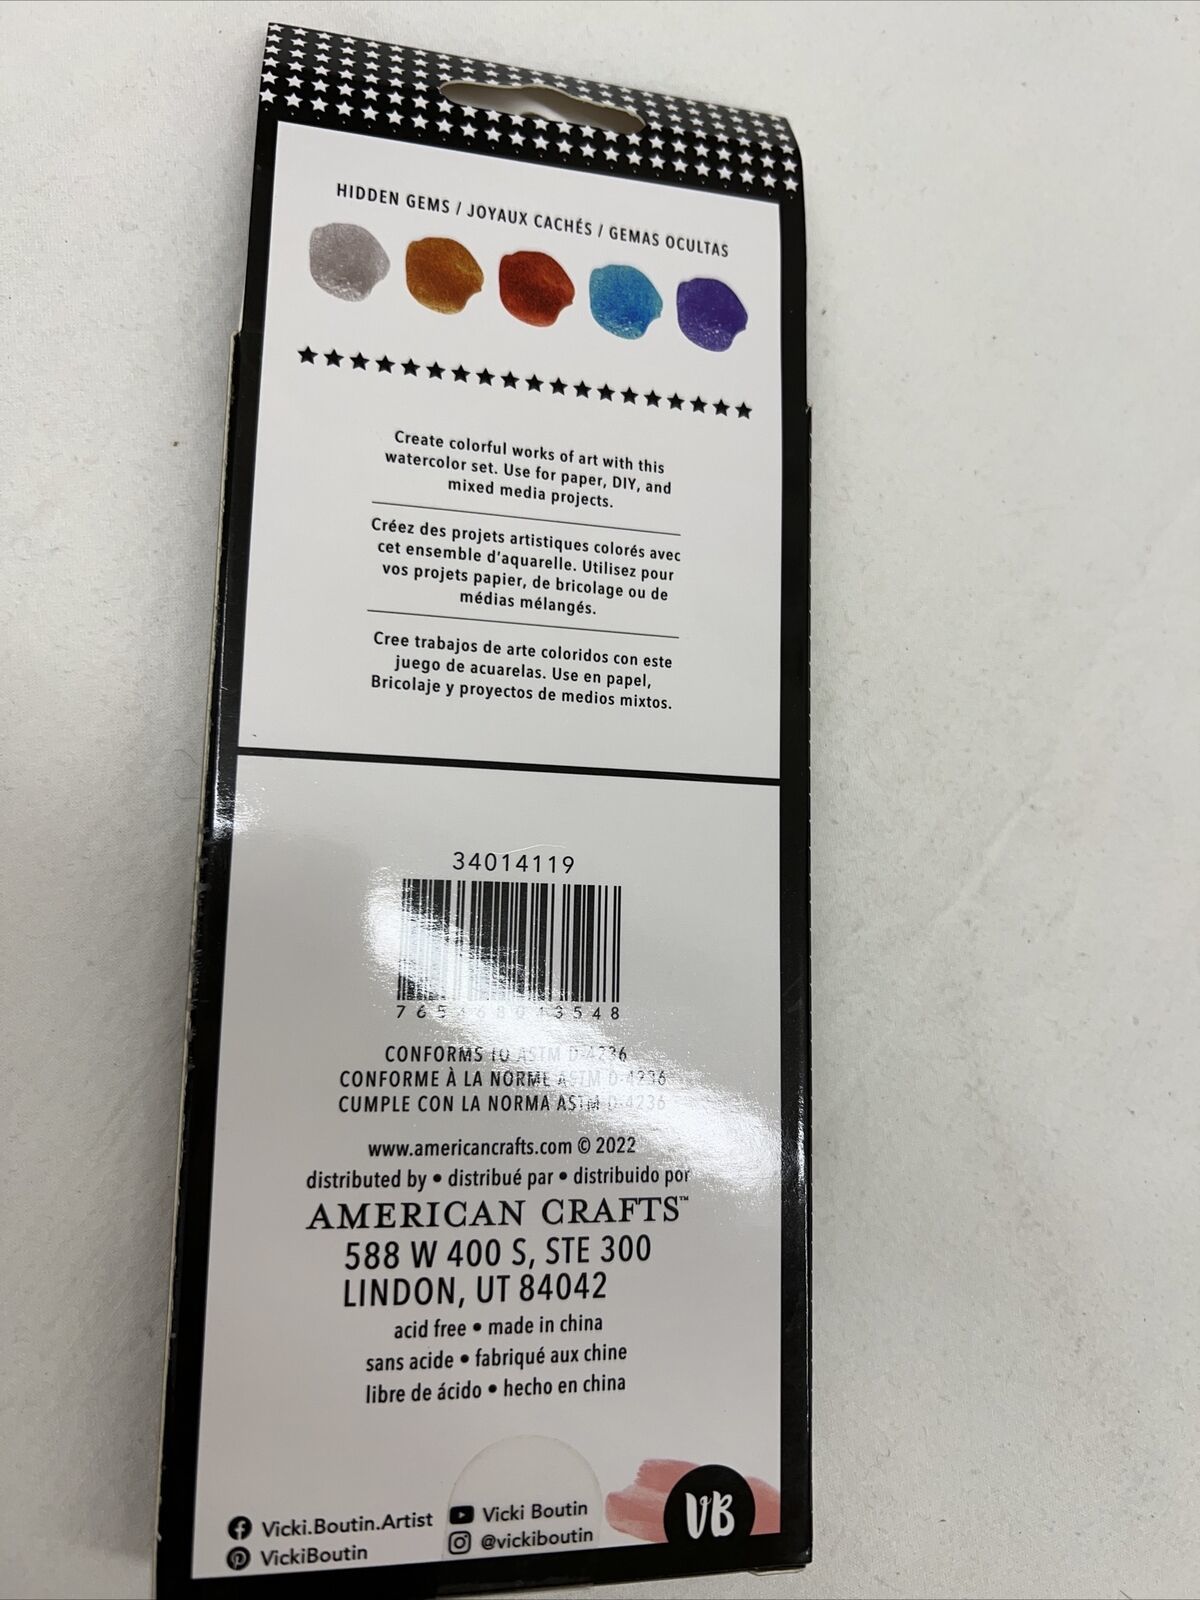 HIDDEN GEMS / JOYAUX CACHÉS / GEMAS OCULTAS
Create colorful works of art with this
watercolor set. Use for paper, DIY, and
mixed media projects.
Créez des projets artistiques colorés avec
cet ensemble d'aquarelle. Utilisez pour
vos projets papier, de bricolage ou de
médias mélangés.
Cree trabajos de arte coloridos con este
juego de acuarelas. Use en papel,
Bricolaje y proyectos de medios mixtos.
34014119
CONFORMS TO ASTM D-4236
CONFORME À LA NORME ASTM D-4236
CUMPLE CON LA NORMA ASTM D-4236
www.americancrafts.com © 2022
distributed by • distribué par • distribuido por
AMERICAN CRAFTS™
588 W 400 S, STE 300
LINDON, UT 84042
acid free • made in china
sans acide • fabriqué aux chine
libre de ácido • hecho en china
Vicki.Boutin.Artist
Vicki Boutin
VickiBoutin
@vickiboutin
VB